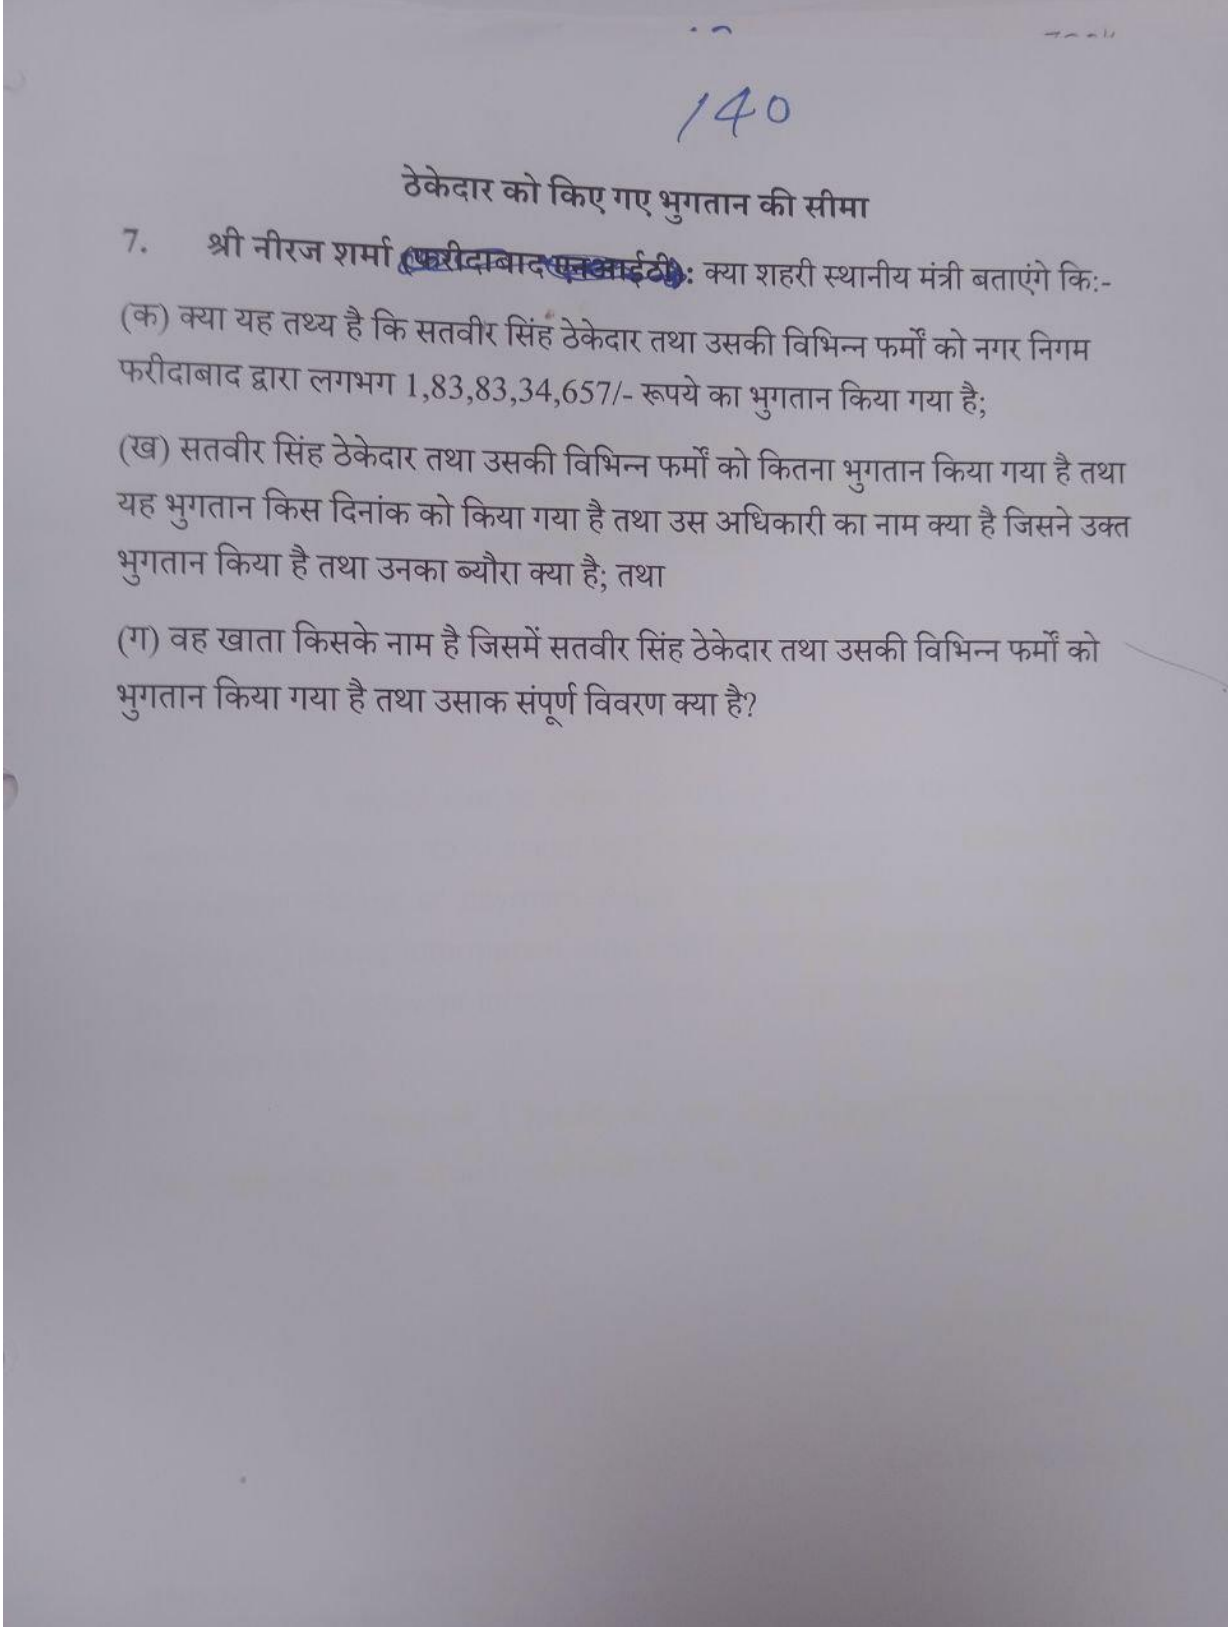 140
ठेकेदार को किए गए भुगतान की सीमा
7. श्री नीरज शर्मा (फरीदाबाद एनआईटी): क्या शहरी स्थानीय मंत्री बताएंगे कि:-
(क) क्या यह तथ्य है कि सतवीर सिंह ठेकेदार तथा उसकी विभिन्न फर्मों को नगर निगम
फरीदाबाद द्वारा लगभग 1,83,83,34,657/- रूपये का भुगतान किया गया है;
(ख) सतवीर सिंह ठेकेदार तथा उसकी विभिन्न फर्मों को कितना भुगतान किया गया है तथा
यह भुगतान किस दिनांक को किया गया है तथा उस अधिकारी का नाम क्या है जिसने उक्त
भुगतान किया है तथा उनका ब्यौरा क्या है; तथा
(ग) वह खाता किसके नाम है जिसमें सतवीर सिंह ठेकेदार तथा उसकी विभिन्न फर्मों को
भुगतान किया गया है तथा उसाक संपूर्ण विवरण क्या है?